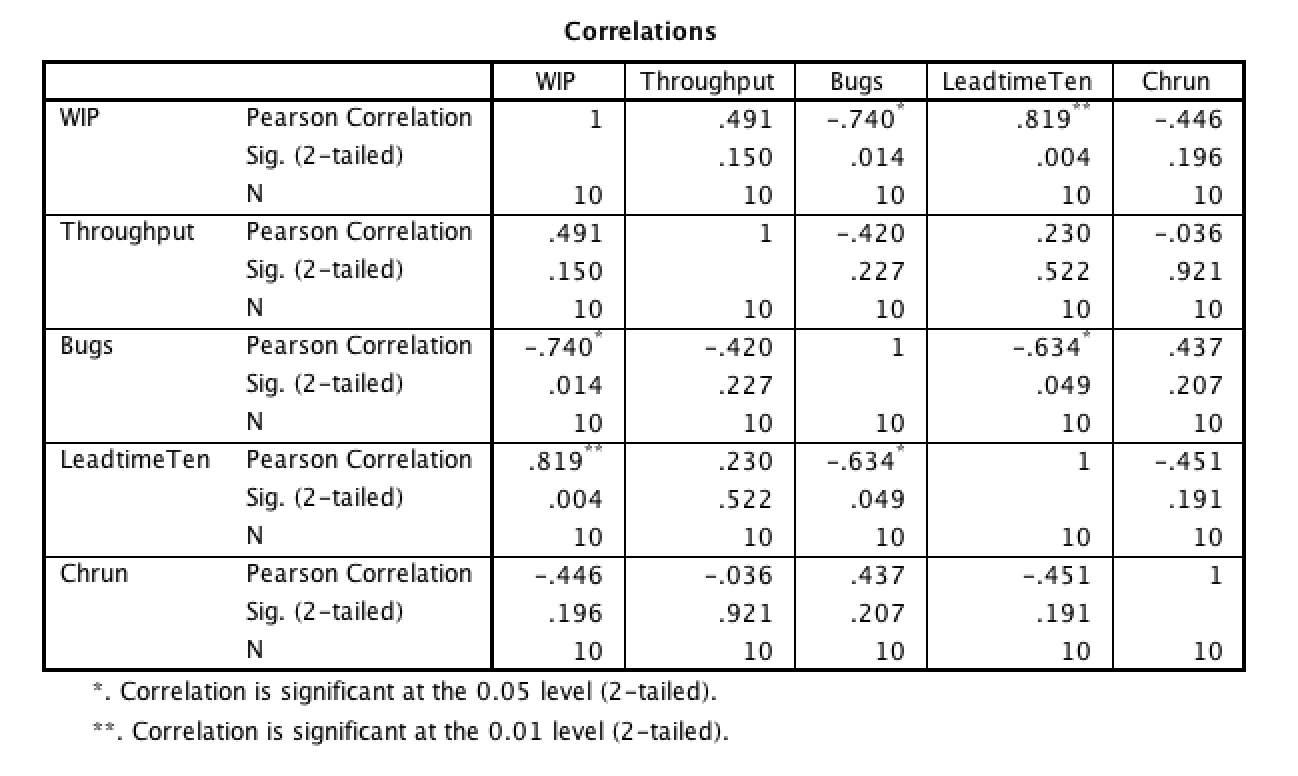 Correlations
WIP Throughput Bugs LeadtimeTen Chrun
WIP Pearson Correlation 1 .491 -.740* .819** -.446
Sig. (2-tailed) .150 .014 .004 .196
N 10 10 10 10 10
Throughput Pearson Correlation .491 1 -.420 .230 -.036
Sig. (2-tailed) .150 .227 .522 .921
N 10 10 10 10 10
Bugs Pearson Correlation -.740* -.420 1 -.634* .437
Sig. (2-tailed) .014 .227 .049 .207
N 10 10 10 10 10
LeadtimeTen Pearson Correlation .819** .230 -.634* 1 -.451
Sig. (2-tailed) .004 .522 .049 .191
N 10 10 10 10 10
Chrun Pearson Correlation -.446 -.036 .437 -.451 1
Sig. (2-tailed) .196 .921 .207 .191
N 10 10 10 10 10
*. Correlation is significant at the 0.05 level (2-tailed).
**. Correlation is significant at the 0.01 level (2-tailed).